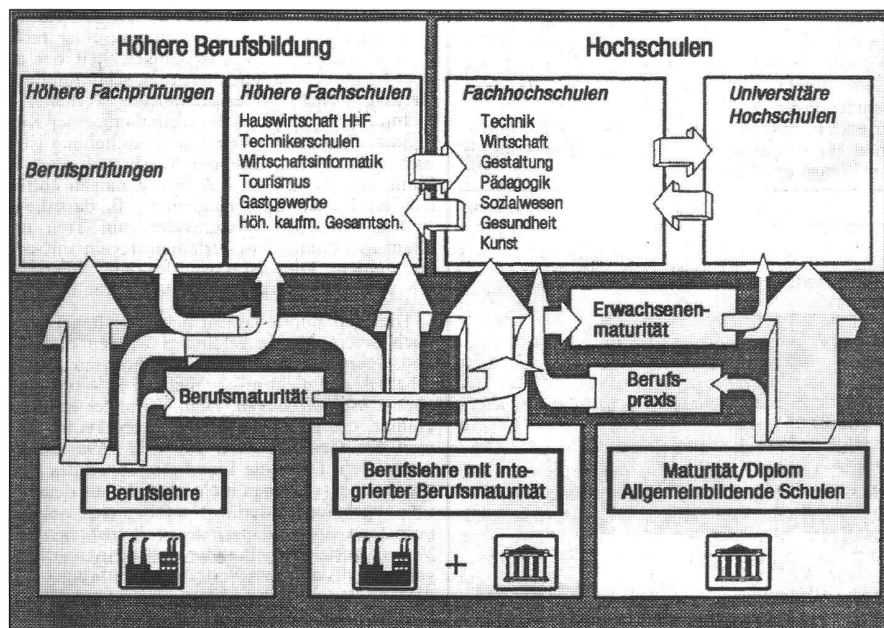 Höhere Berufsbildung
Hochschulen
Höhere Fachprüfungen
Berufsprüfungen
Höhere Fachschulen
Hauswirtschaft HHF
Technikerschulen
Wirtschaftsinformatik
Tourismus
Gastgewerbe
Höh. kaufm. Gesamtsch.
Fachhochschulen
Technik
Wirtschaft
Gestaltung
Pädagogik
Sozialwesen
Gesundheit
Kunst
Universitäre
Hochschulen
Erwachsenen-
maturität
Berufsmaturität
Berufs-
praxis
Berufslehre
Berufslehre mit inte-
grierter Berufsmaturität
Maturität/Diplom
Allgemeinbildende Schulen
+